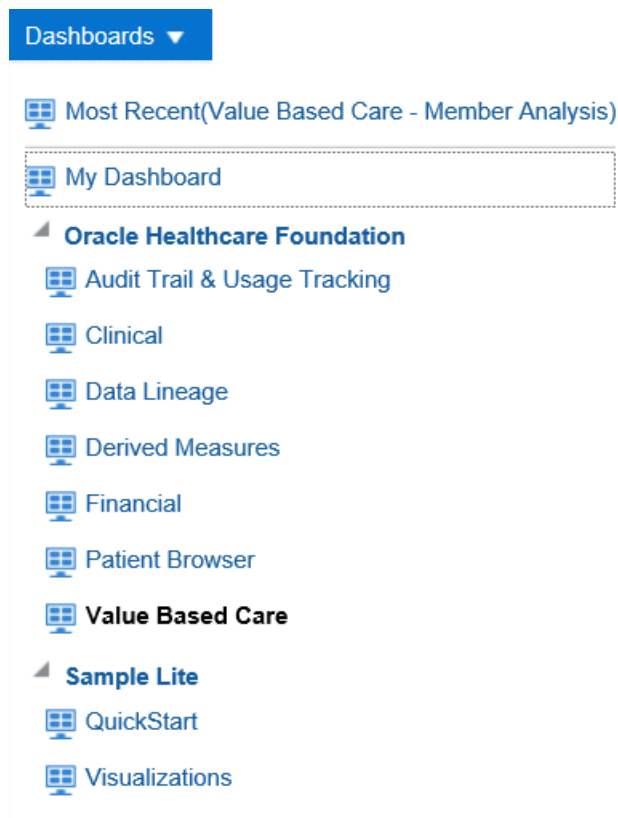 Dashboards
Most Recent(Value Based Care - Member Analysis)
My Dashboard
Oracle Healthcare Foundation
Audit Trail & Usage Tracking
Clinical
Data Lineage
Derived Measures
Financial
Patient Browser
Value Based Care
Sample Lite
QuickStart
Visualizations